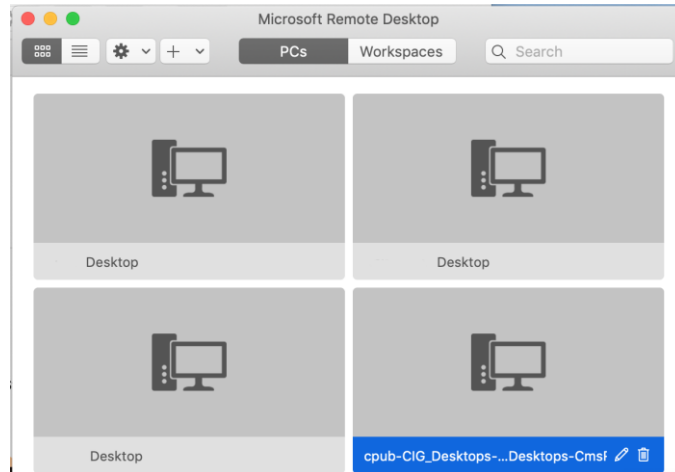 Microsoft Remote Desktop
PCs Workspaces Search
Desktop Desktop
Desktop cpub-CIG_Desktops-...Desktops-Cmsf